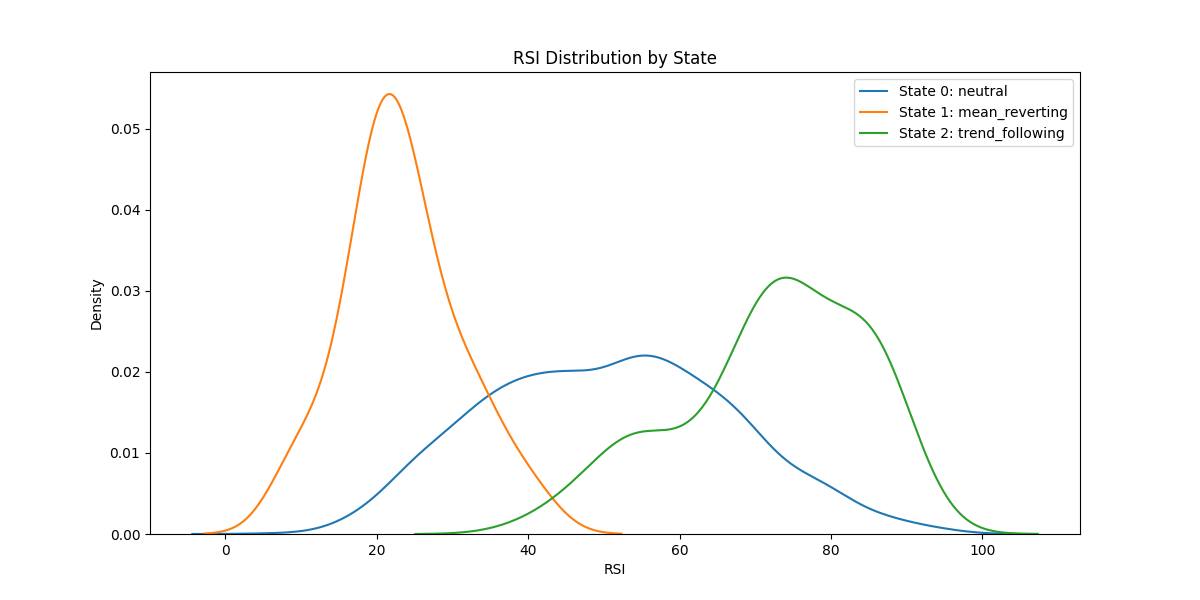 RSI Distribution by State
State 0: neutral
State 1: mean_reverting
State 2: trend_following
Density
0.05
0.04
0.03
0.02
0.01
0.00
0 20 40 60 80 100
RSI